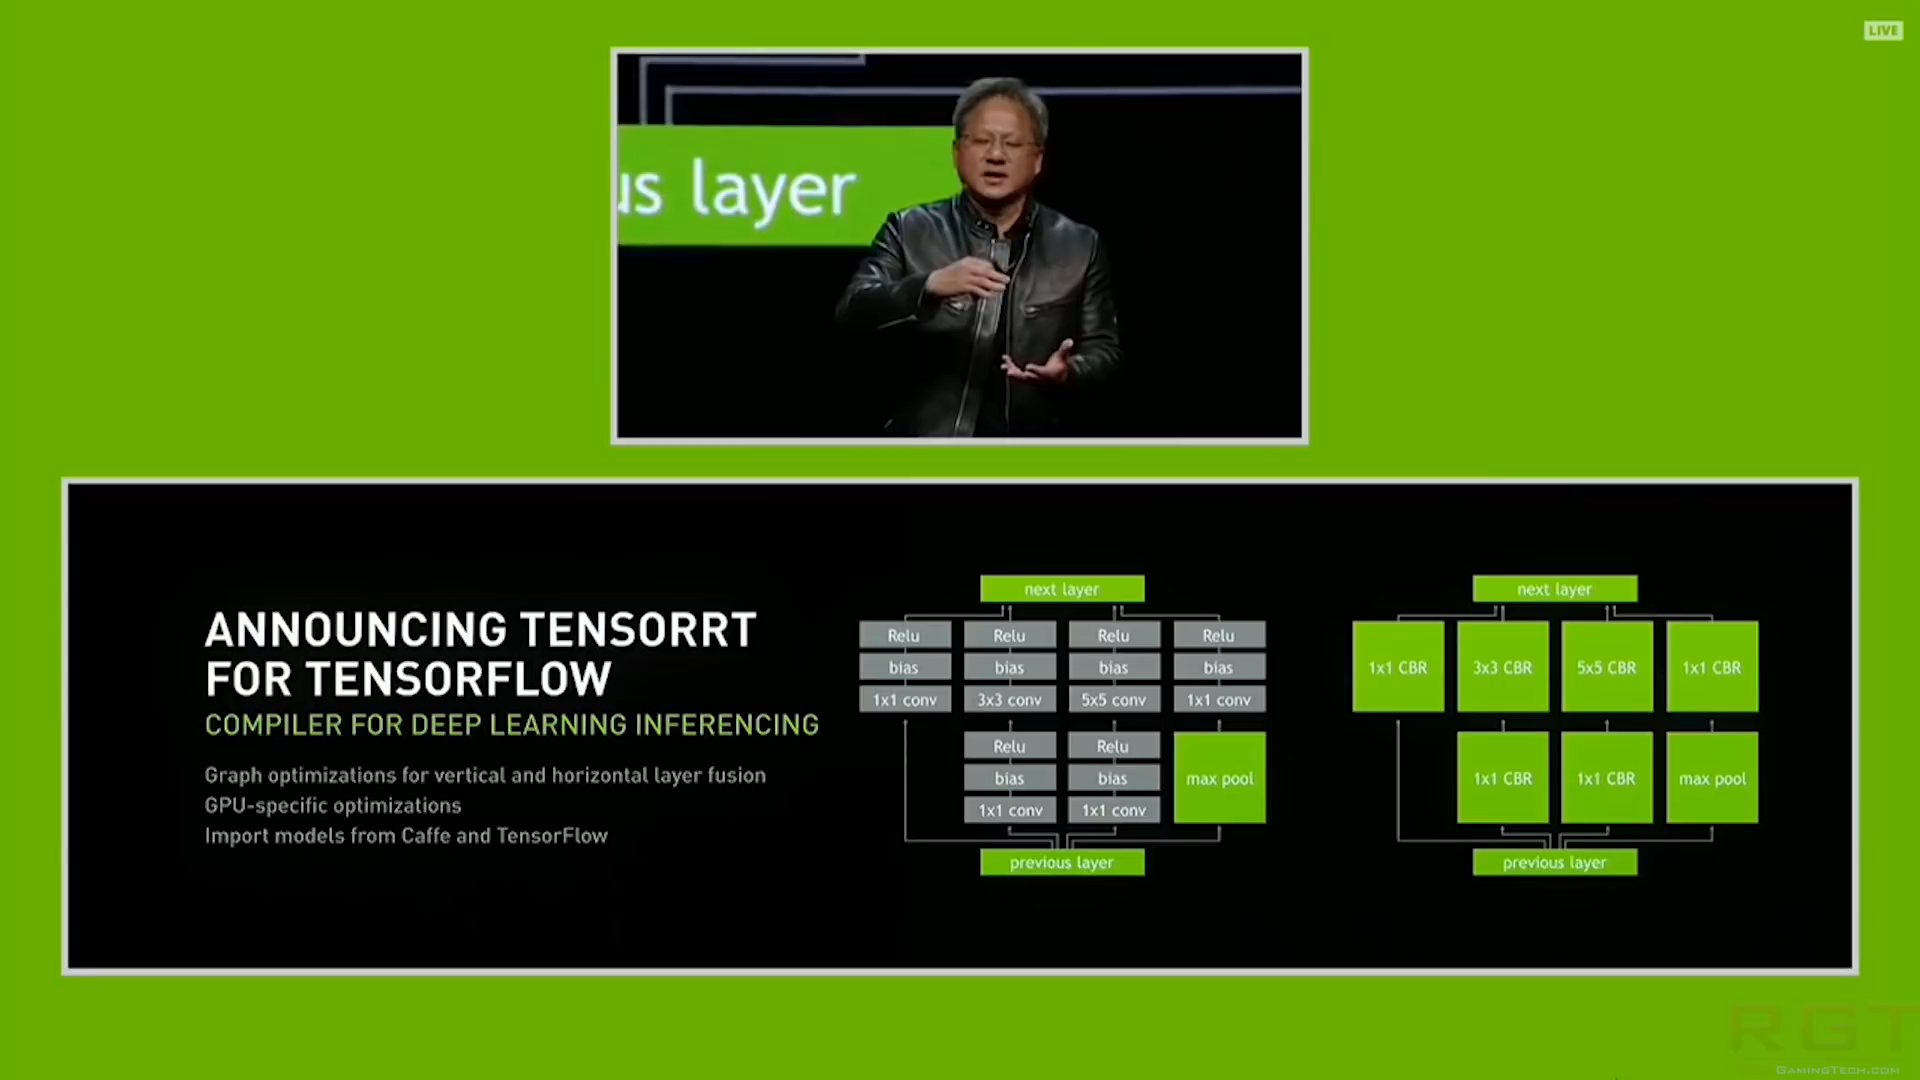 LIVE
us layer
ANNOUNCING TENSORRT
FOR TENSORFLOW
COMPILER FOR DEEP LEARNING INFERENCING
Graph optimizations for vertical and horizontal layer fusion
GPU-specific optimizations
Import models from Caffe and TensorFlow
next layer
Relu Relu Relu Relu
bias bias bias bias
1x1 conv 3x3 conv 5x5 conv 1x1 conv
Relu Relu
bias bias max pool
1x1 conv 1x1 conv
previous layer
next layer
1x1 CBR 3x3 CBR 5x5 CBR 1x1 CBR
1x1 CBR 1x1 CBR max pool
previous layer
RGT
GAMINGTECH.COM